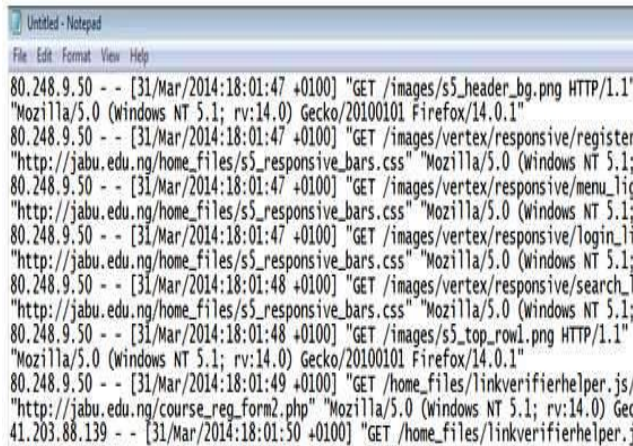 Untitled - Notepad
File Edit Format View Help
80.248.9.50 - - [31/Mar/2014:18:01:47 +0100] "GET /images/s5_header_bg.png HTTP/1.1"
"Mozilla/5.0 (Windows NT 5.1; rv:14.0) Gecko/20100101 Firefox/14.0.1"
80.248.9.50 - - [31/Mar/2014:18:01:47 +0100] "GET /images/vertex/responsive/register
"http://jabu.edu.ng/home_files/s5_responsive_bars.css" "Mozilla/5.0 (Windows NT 5.1;
80.248.9.50 - - [31/Mar/2014:18:01:47 +0100] "GET /images/vertex/responsive/menu_lic
"http://jabu.edu.ng/home_files/s5_responsive_bars.css" "Mozilla/5.0 (Windows NT 5.1;
80.248.9.50 - - [31/Mar/2014:18:01:47 +0100] "GET /images/vertex/responsive/login_li
"http://jabu.edu.ng/home_files/s5_responsive_bars.css" "Mozilla/5.0 (Windows NT 5.1;
80.248.9.50 - - [31/Mar/2014:18:01:48 +0100] "GET /images/vertex/responsive/search_l
"http://jabu.edu.ng/home_files/s5_responsive_bars.css" "Mozilla/5.0 (Windows NT 5.1;
80.248.9.50 - - [31/Mar/2014:18:01:48 +0100] "GET /images/s5_top_row1.png HTTP/1.1"
"Mozilla/5.0 (Windows NT 5.1; rv:14.0) Gecko/20100101 Firefox/14.0.1"
80.248.9.50 - - [31/Mar/2014:18:01:49 +0100] "GET /home_files/linkverifierhelper.js/
"http://jabu.edu.ng/course_reg_form2.php" "Mozilla/5.0 (Windows NT 5.1; rv:14.0) Gec
41.203.88.139 - - [31/Mar/2014:18:01:50 +0100] "GET /home_files/linkverifierhelper.